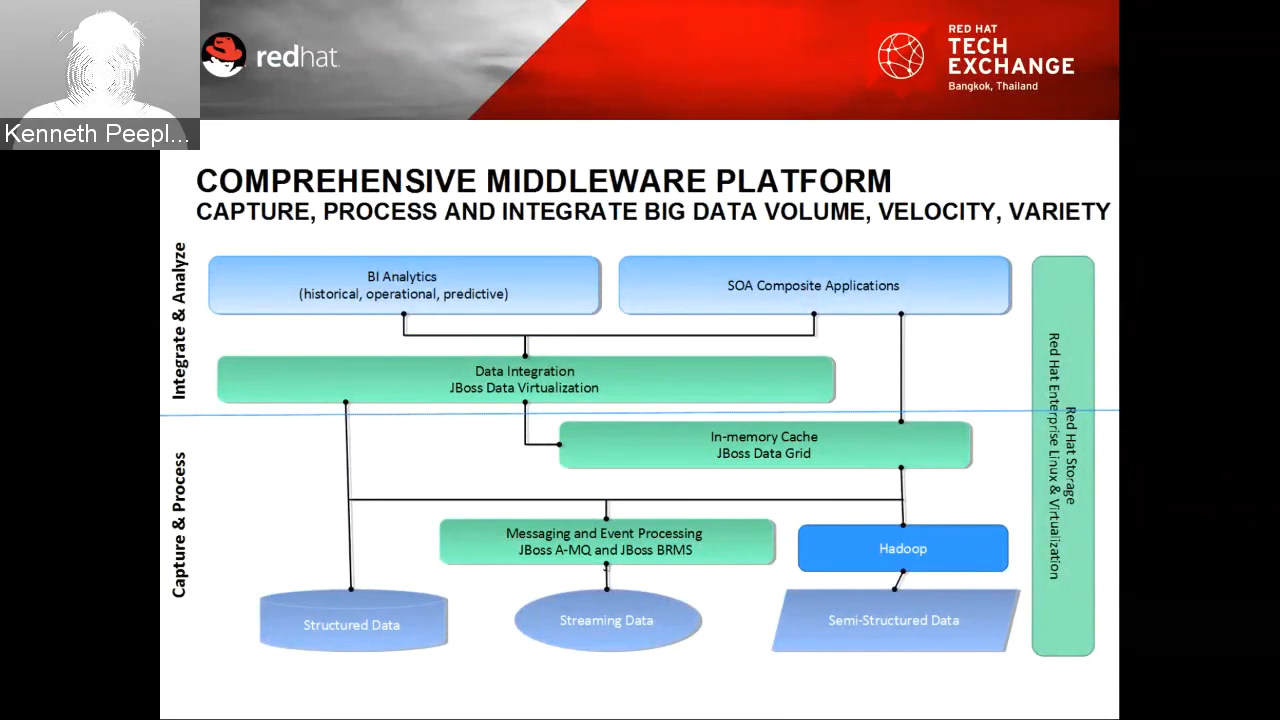 redhat.
RED HAT
TECH
EXCHANGE
Bangkok, Thailand
Kenneth Peepl...
COMPREHENSIVE MIDDLEWARE PLATFORM
CAPTURE, PROCESS AND INTEGRATE BIG DATA VOLUME, VELOCITY, VARIETY
Integrate & Analyze
BI Analytics
(historical, operational, predictive)
SOA Composite Applications
Data Integration
JBoss Data Virtualization
In-memory Cache
JBoss Data Grid
Capture & Process
Messaging and Event Processing
JBoss A-MQ and JBoss BRMS
Hadoop
Structured Data
Streaming Data
Semi-Structured Data
Red Hat Storage
Red Hat Enterprise Linux & Virtualization